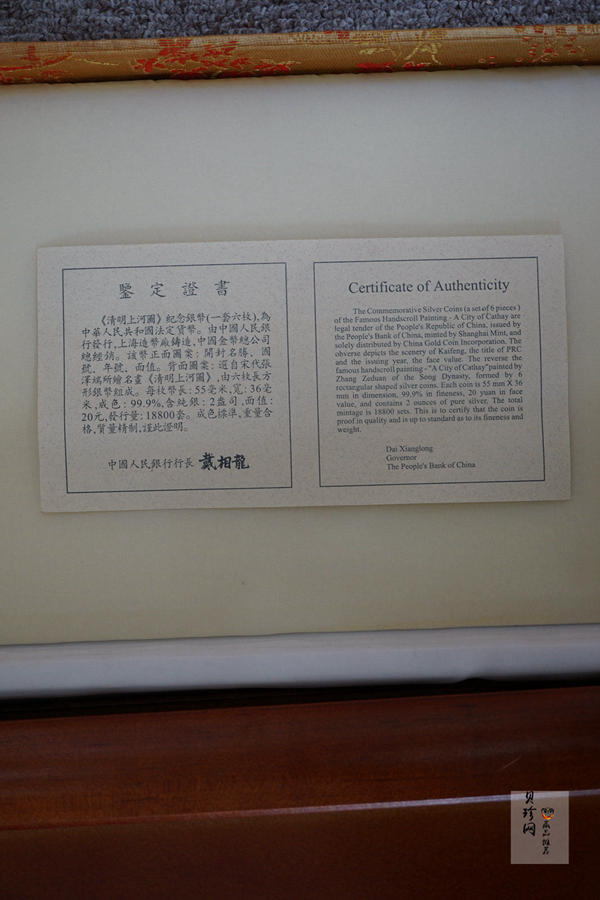 鑒定證書
《清明上河圖》紀念銀幣(一套六枚),為
中華人民共和國法定貨幣。由中國人民銀
行發行,上海造幣廠鑄造,中國金幣總公司
總經銷。該幣正面圖案:開封名勝、國
號、年號、面值。背面圖案:選自宋代張
澤端所繪名畫《清明上河圖》,由六枚長方
形銀幣組成。每枚幣長:55毫米,寬:36毫
米,成色:99.9%,含純銀:2盎司,面值:
20元,發行量:18800套。成色標準,重量合
格,質量精制,謹此證明。
中國人民銀行行長 戴相龍
Certificate of Authenticity
The Commemorative Silver Coins (a set of 6 pieces )
of the Famous Handscroll Painting - A City of Cathay are
legal tender of the People's Republic of China, issued by
the People's Bank of China, minted by Shanghai Mint, and
solely distributed by China Gold Coin Incorporation. The
obverse depicts the scenery of Kaifeng, the title of PRC
and the issuing year, the face value. The reverse the
famous handscroll painting - "A City of Cathay"painted by
Zhang Zeduan of the Song Dynasty, formed by 6
rectangular shaped silver coins. Each coin is 55 mm X 36
mm in dimension, 99.9% in fineness, 20 yuan in face
value, and contains 2 ounces of pure silver. The total
mintage is 18800 sets. This is to certify that the coin is
proof in quality and is up to standard as to its fineness and
weight.
Dai Xianglong
Governor
The People's Bank of China
贝珍网
藏品推荐